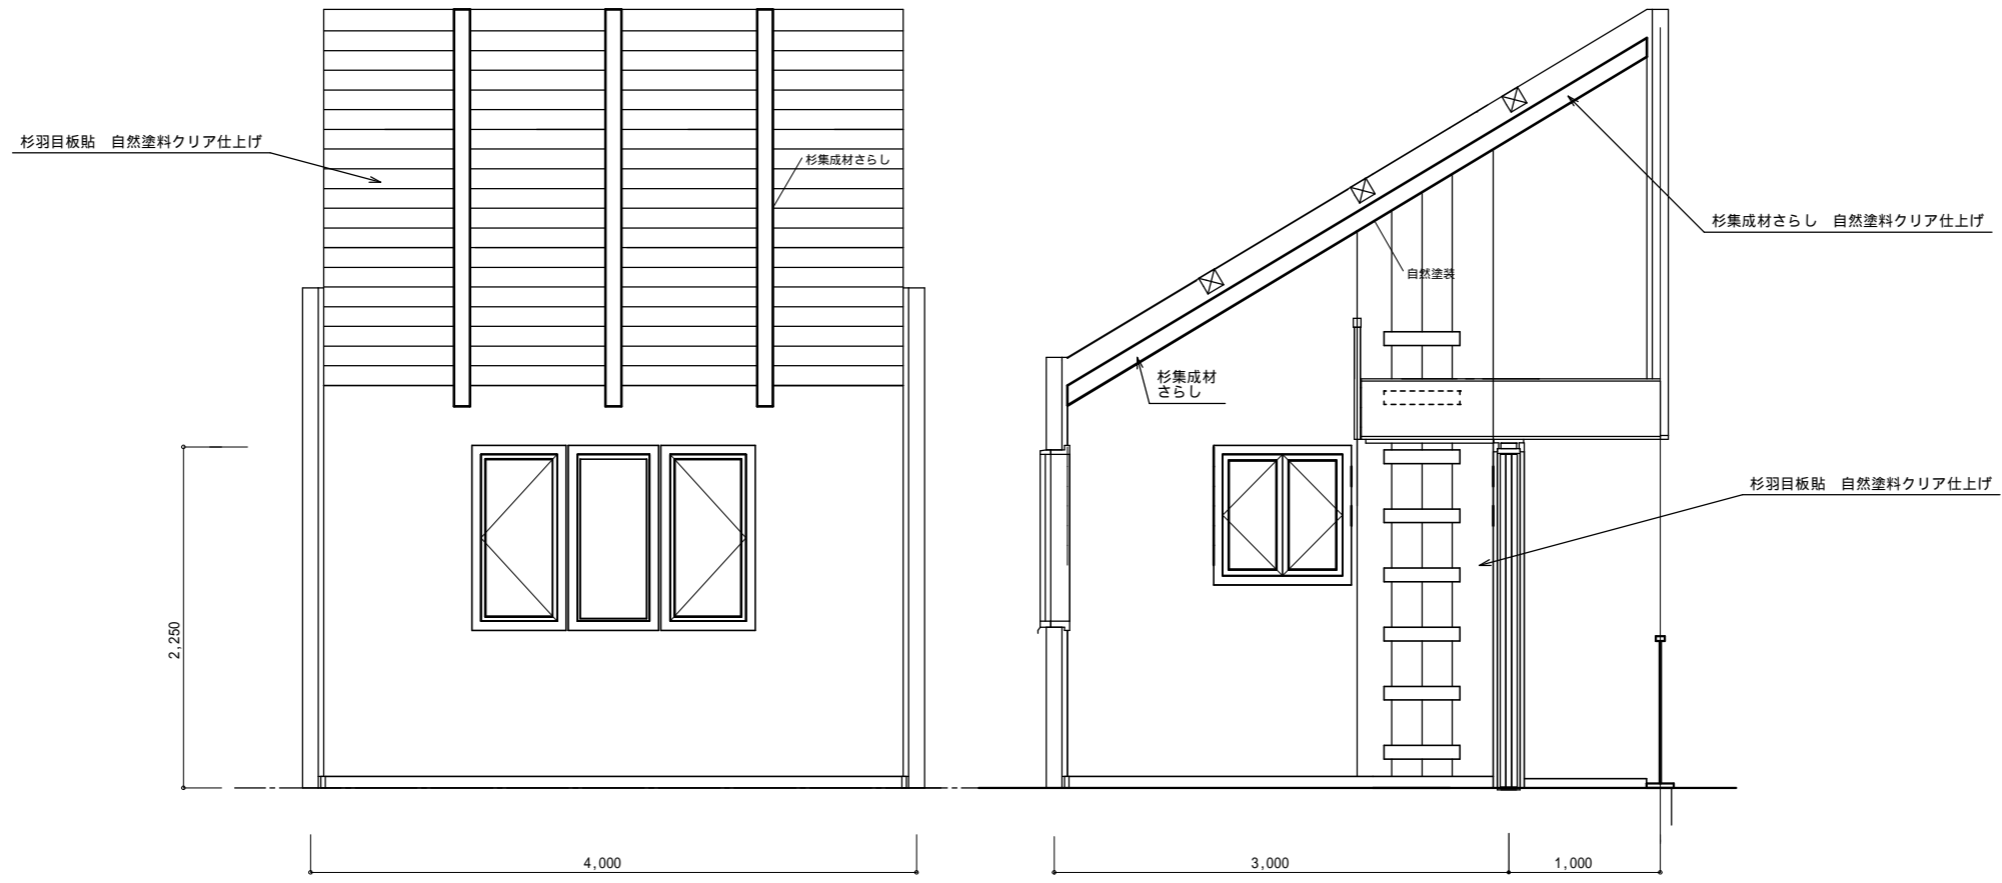 杉羽目板貼　自然塗料クリア仕上げ
杉集成材さらし
2,250
4,000
杉集成材さらし　自然塗料クリア仕上げ
自然塗装
杉集成材
さらし
杉羽目板貼　自然塗料クリア仕上げ
3,000
1,000